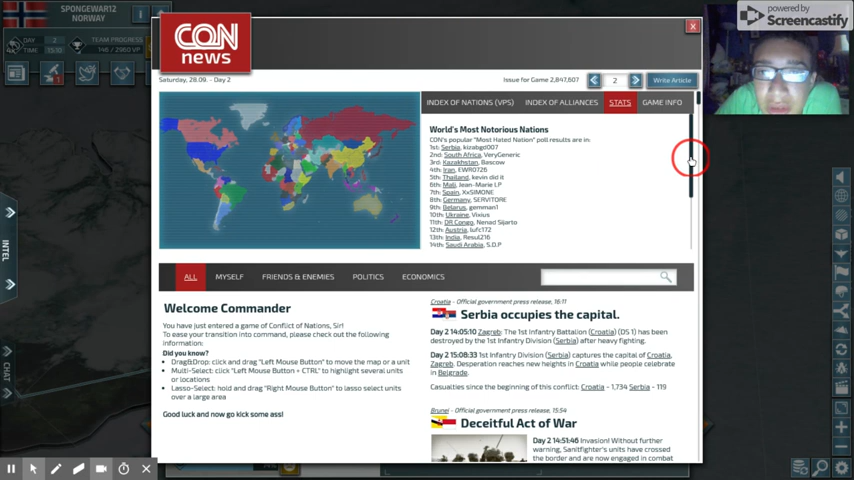 SPONGEWAR12
NORWAY
DAY 2
TIME 15:10
TEAM PROGRESS
146 / 2980 VP
CON
news
powered by
Screencastify
Saturday, 28.09. - Day 2
Issue for Game 2,847,607
2
Write Article
INDEX OF NATIONS (VPS)
INDEX OF ALLIANCES
STATS
GAME INFO
World's Most Notorious Nations
CON's popular "Most Hated Nation" poll results are in:
1st: Serbia, kizabgd007
2nd: South Africa, VeryGeneric
3rd: Kazakhstan, Bascow
4th: Iran, EWR0726
5th: Thailand, kevin did it
6th: Mali, Jean-Marie I.P
7th: Spain, XxSIMONE
8th: Germany, SERVITORE
9th: Belarus, gemman1
10th: Ukraine, Vixius
11th: DR Congo, Nenad Sijarto
12th: Austria, lufc172
13th: India, Resul216
14th: Saudi Arabia, S.D.P
INTEL
CHAT
ALL
MYSELF
FRIENDS & ENEMIES
POLITICS
ECONOMICS
Welcome Commander
You have just entered a game of Conflict of Nations, Sir!
To ease your transition into command, please check out the following
information:
Did you know?
• Drag&Drop: click and drag "Left Mouse Button" to move the map or a unit
• Multi-Select: click "Left Mouse Button + CTRL" to highlight several units
or locations
• Lasso-Select: hold and drag "Right Mouse Button" to lasso select units
over a large area
Good luck and now go kick some ass!
Croatia - Official government press release, 16:11
Serbia occupies the capital.
Day 2 14:05:10 Zagreb: The 1st Infantry Battalion (Croatia) (DS 1) has been
destroyed by the 1st Infantry Division (Serbia) after heavy fighting.
Day 2 15:08:33 1st Infantry Division (Serbia) captures the capital of Croatia,
Zagreb. Desperation reaches new heights in Croatia while people celebrate
in Belgrade.
Casualties since the beginning of this conflict: Croatia - 1,734 Serbia - 119
Brunei - Official government press release, 15:54
Deceitful Act of War
Day 2 14:51:46 Invasion! Without further
warning, Sanitfighter's units have crossed
the border and are now engaged in combat